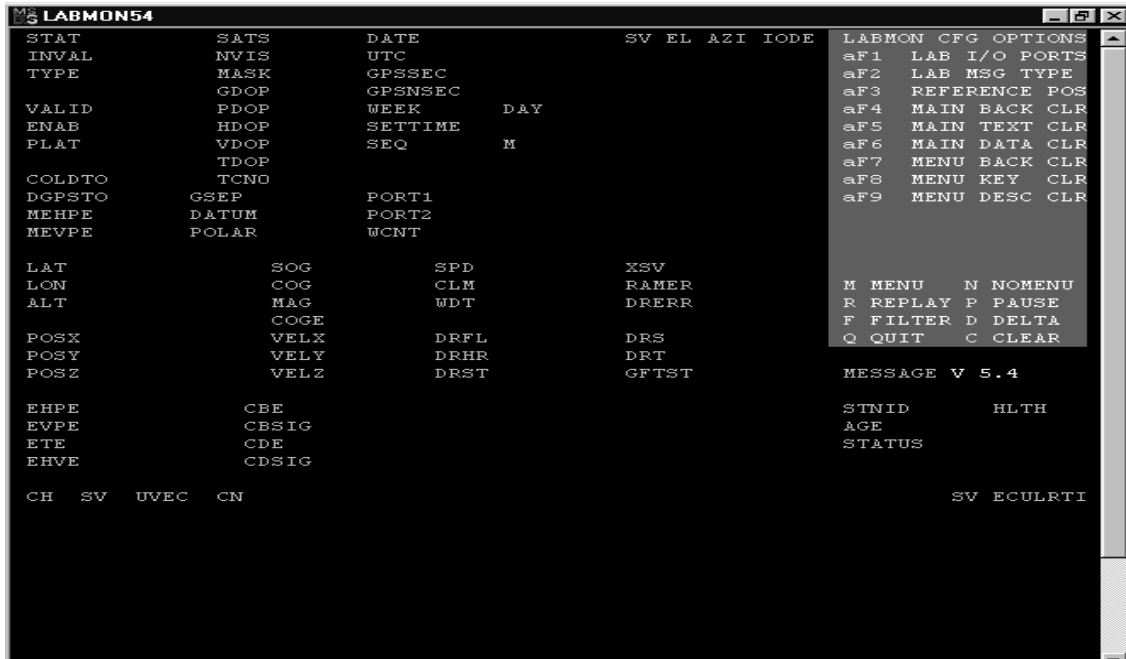 LABMON54
STAT SATS DATE SV EL AZI IODE LABMON CFG OPTIONS
INVAL NVIS UTC aF1 LAB I/O PORTS
TYPE MASK GPSSEC aF2 LAB MSG TYPE
GDOP GPSNSEC aF3 REFERENCE POS
VALID PDOP WEEK DAY aF4 MAIN BACK CLR
ENAB HDOP SETTIME aF5 MAIN TEXT CLR
PLAT VDOP SEQ M aF6 MAIN DATA CLR
TDOP aF7 MENU BACK CLR
COLDTO TCNO aF8 MENU KEY CLR
DGPSTO GSEP PORT1 aF9 MENU DESC CLR
MEHPE DATUM PORT2
MEVPE POLAR WCNT
LAT SOG SPD XSV
LON COG CLM RAMER M MENU N NOMENU
ALT MAG WDT DRERR R REPLAY P PAUSE
COGE F FILTER D DELTA
POSX VELX DRFL DRS Q QUIT C CLEAR
POSY VELY DRHR DRT
POSZ VELZ DRST GFTST MESSAGE V 5.4
EHPE CBE STNID HLTH
EVPE CBSIG AGE
ETE CDE STATUS
EHVE CDSIG
CH SV UVEC CN SV ECULRTI